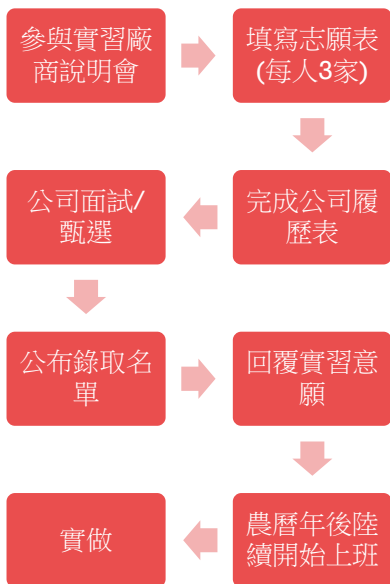 參與實習廠
商說明會
填寫志願表
(每人3家)
完成公司履
歷表
公司面試/
甄選
公布錄取名
單
回覆實習意
願
農曆年後陸
續開始上班
實做